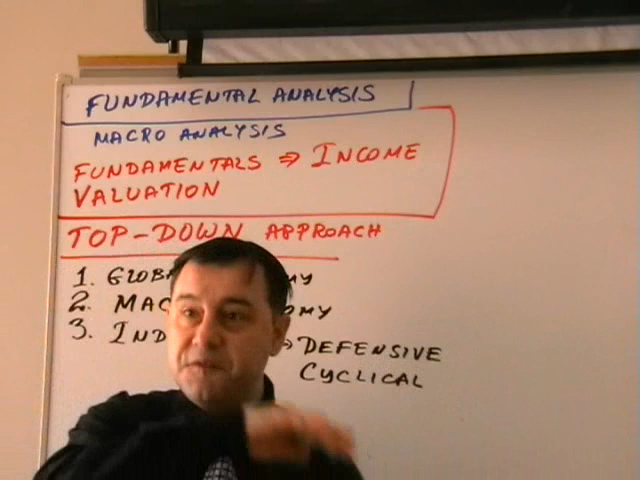 FUNDAMENTAL ANALYSIS
MACRO ANALYSIS
FUNDAMENTALS ⇒ INCOME
VALUATION
TOP-DOWN APPROACH
1. GLOB
2. MAC
3. IND ⇒ DEFENSIVE
CYCLICAL